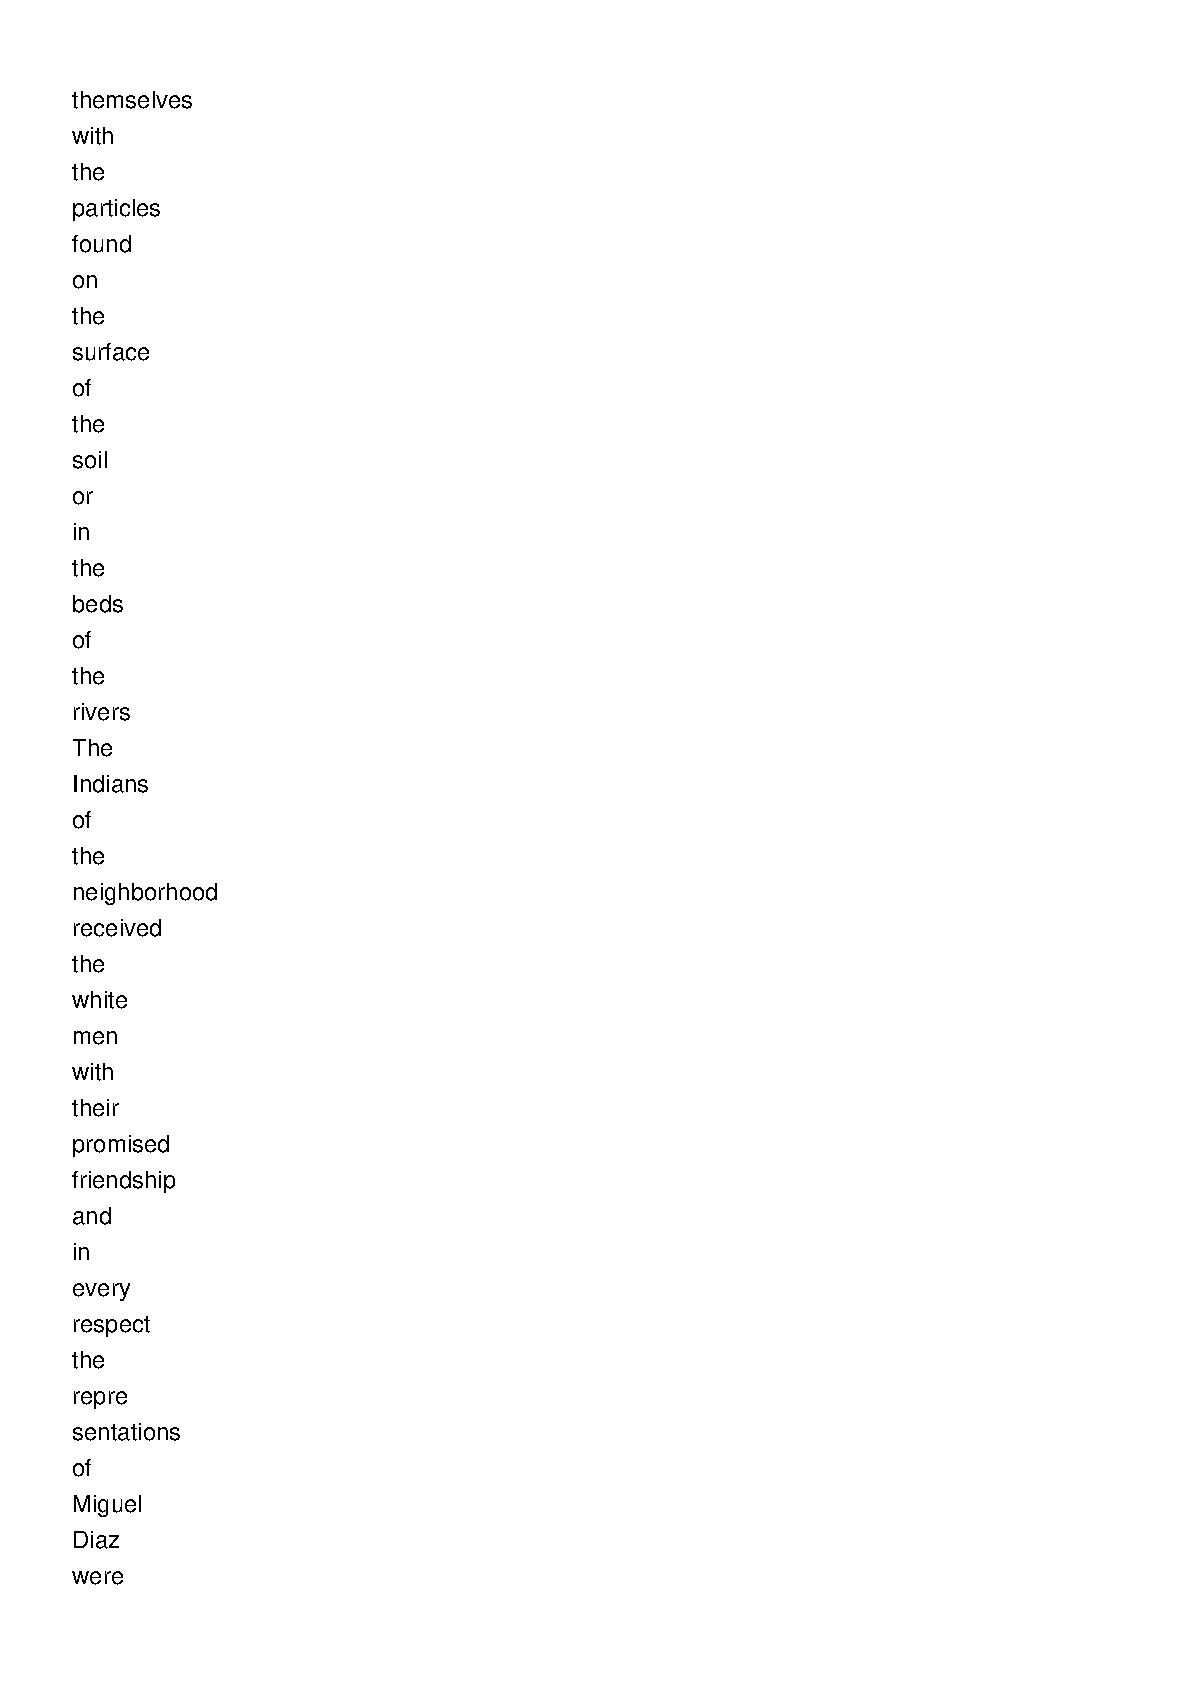 themselves
with
the
particles
found
on
the
surface
of
the
soil
or
in
the
beds
of
the
rivers
The
Indians
of
the
neighborhood
received
the
white
men
with
their
promised
friendship
and
in
every
respect
the
repre
sentations
of
Miguel
Diaz
were